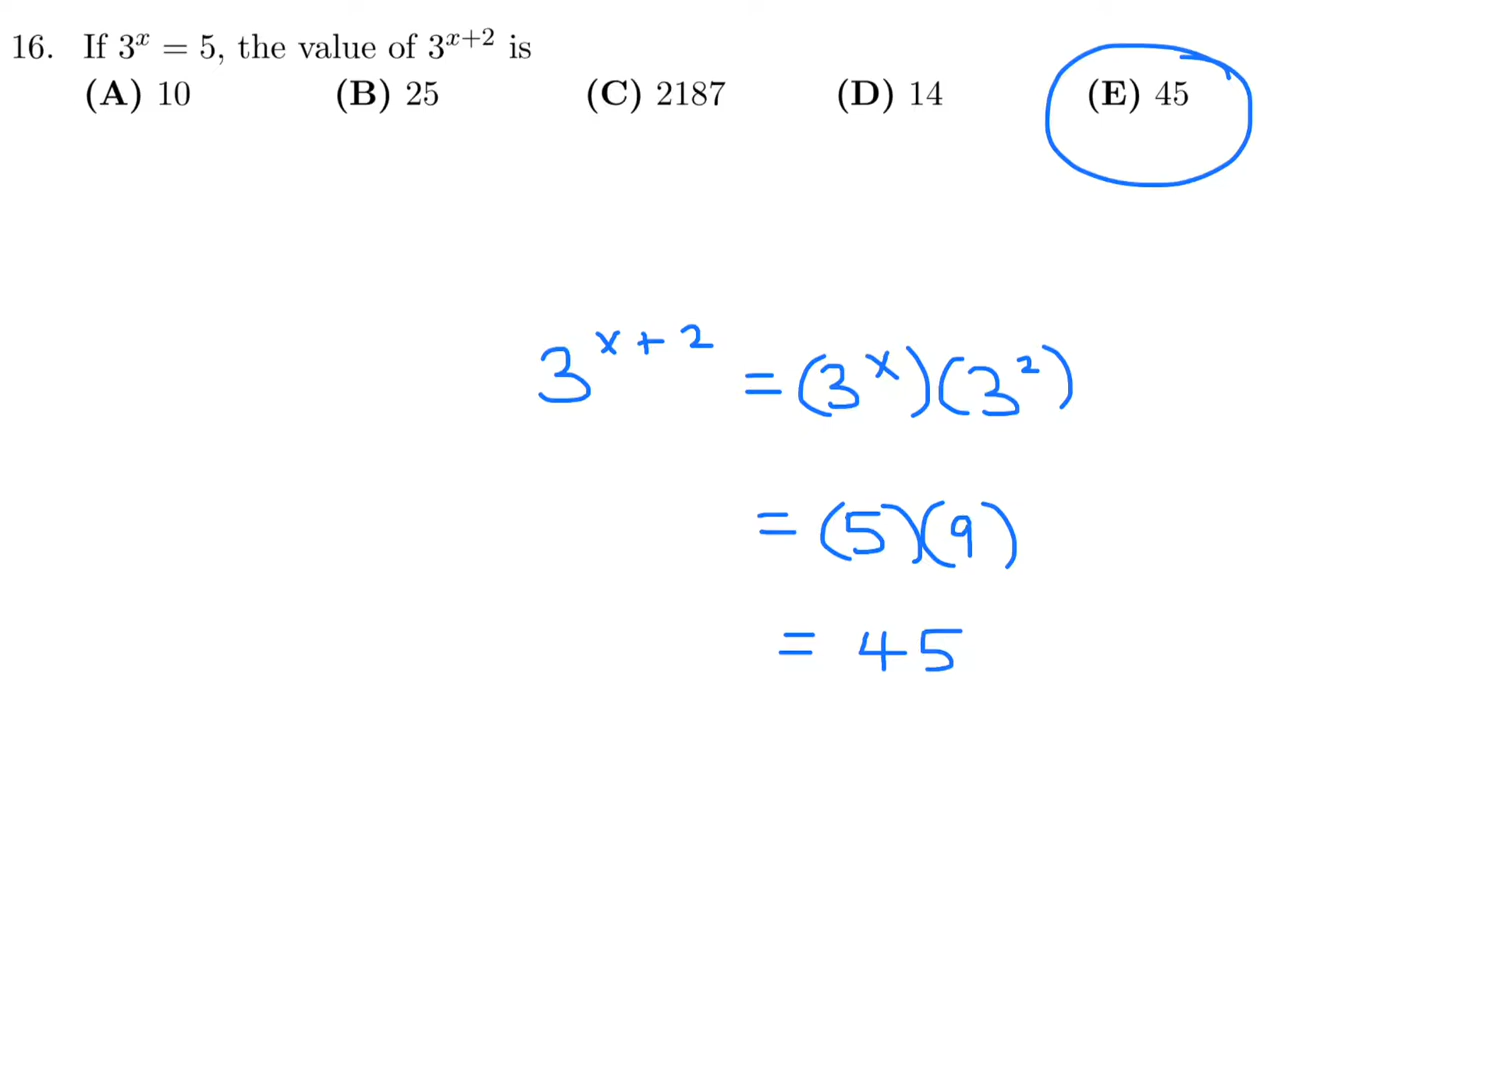 16. If 3^x = 5, the value of 3^{x+2} is
(A) 10 (B) 25 (C) 2187 (D) 14 (E) 45
3^{x+2} = (3^x)(3^2)
= (5)(9)
= 45